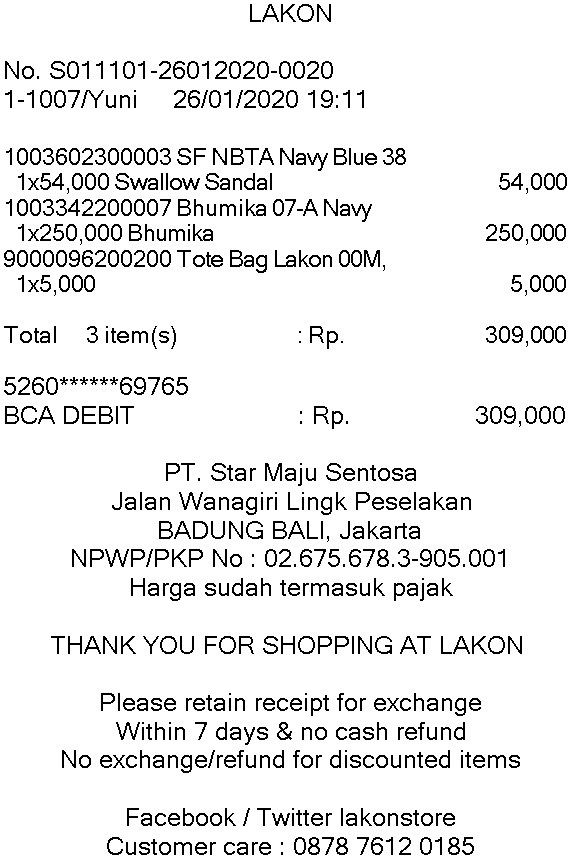 LAKON
No. S011101-26012020-0020
1-1007/Yuni 26/01/2020 19:11
1003602300003 SF NBTA Navy Blue 38
1x54,000 Swallow Sandal 54,000
1003342200007 Bhumika 07-A Navy
1x250,000 Bhumika 250,000
9000096200200 Tote Bag Lakon 00M,
1x5,000 5,000
Total 3 item(s) : Rp. 309,000
5260******69765
BCA DEBIT : Rp. 309,000
PT. Star Maju Sentosa
Jalan Wanagiri Lingk Peselakan
BADUNG BALI, Jakarta
NPWP/PKP No : 02.675.678.3-905.001
Harga sudah termasuk pajak
THANK YOU FOR SHOPPING AT LAKON
Please retain receipt for exchange
Within 7 days & no cash refund
No exchange/refund for discounted items
Facebook / Twitter lakonstore
Customer care : 0878 7612 0185